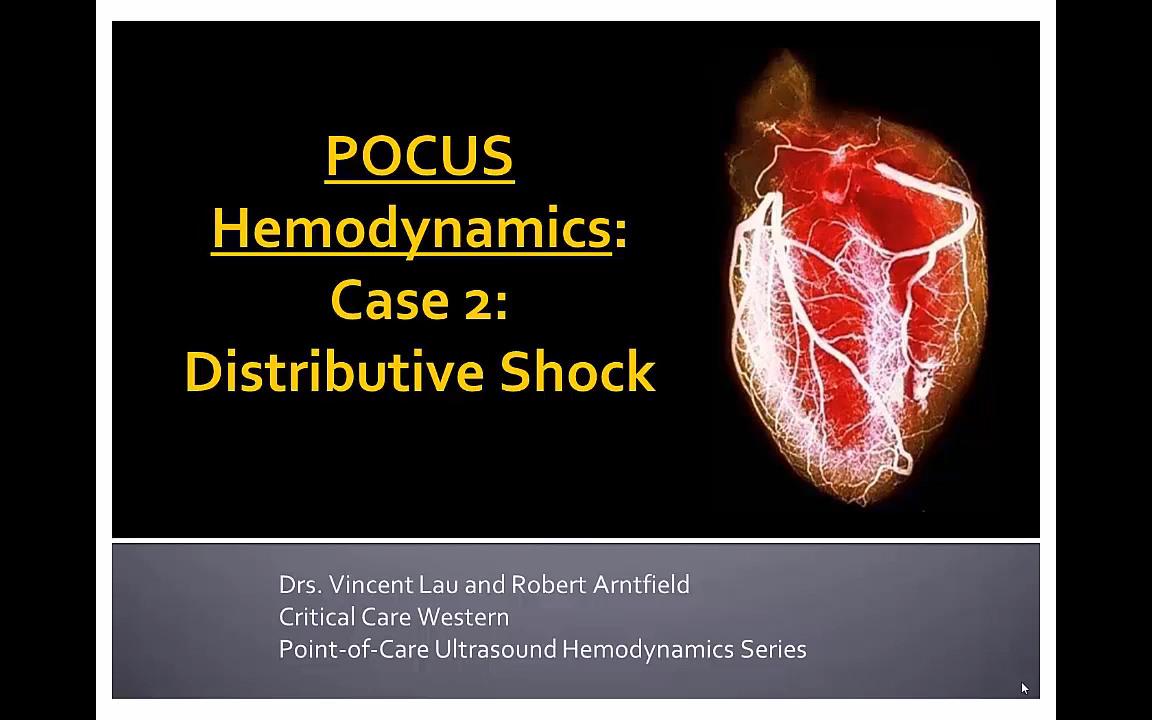 POCUS
Hemodynamics:
Case 2:
Distributive Shock
Drs. Vincent Lau and Robert Arntfield
Critical Care Western
Point-of-Care Ultrasound Hemodynamics Series